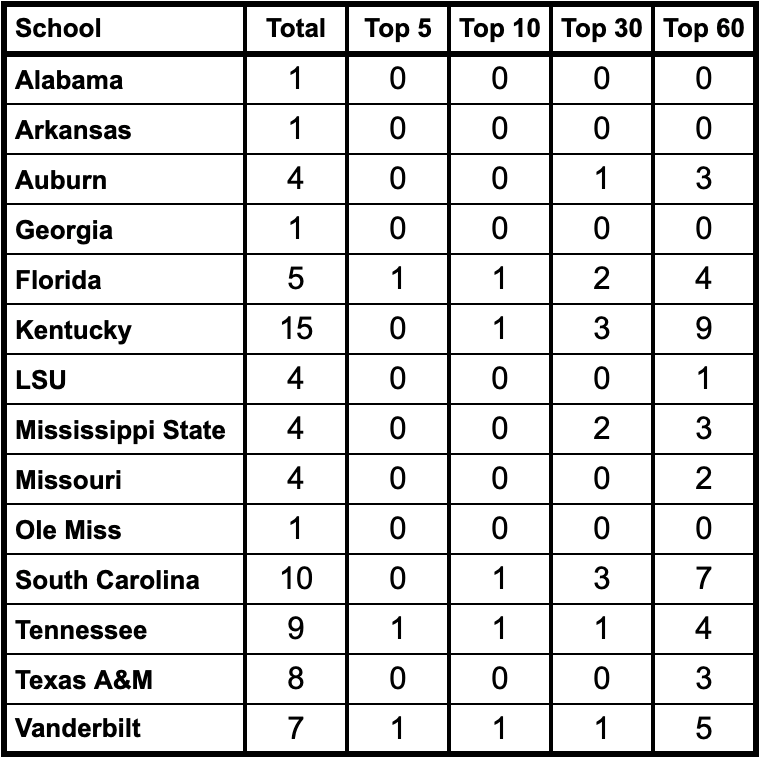 School Total Top 5 Top 10 Top 30 Top 60
Alabama 1 0 0 0 0
Arkansas 1 0 0 0 0
Auburn 4 0 0 1 3
Georgia 1 0 0 0 0
Florida 5 1 1 2 4
Kentucky 15 0 1 3 9
LSU 4 0 0 0 1
Mississippi State 4 0 0 2 3
Missouri 4 0 0 0 2
Ole Miss 1 0 0 0 0
South Carolina 10 0 1 3 7
Tennessee 9 1 1 1 4
Texas A&M 8 0 0 0 3
Vanderbilt 7 1 1 1 5